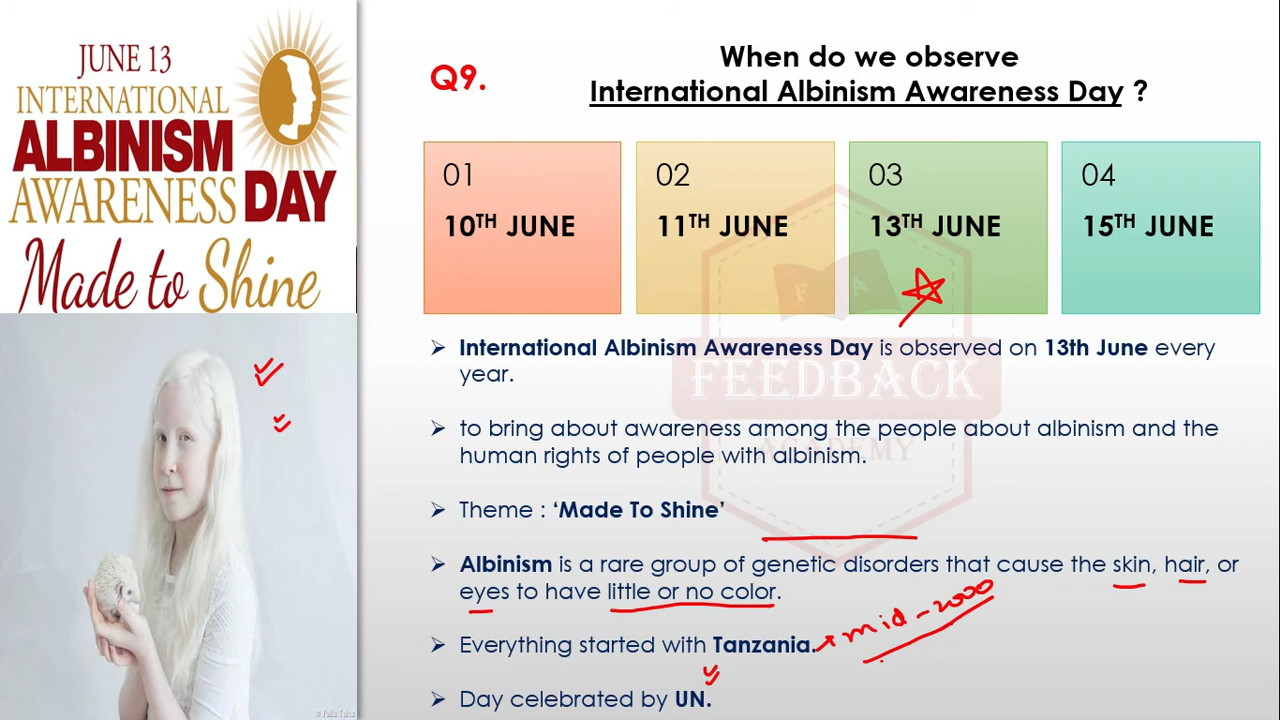 JUNE 13
INTERNATIONAL
ALBINISM
AWARENESS DAY
Made to Shine
Q9.
When do we observe
International Albinism Awareness Day ?
01
10TH JUNE
02
11TH JUNE
03
13TH JUNE
04
15TH JUNE
F A
FEEDBACK
ACADEMY
➢ International Albinism Awareness Day is observed on 13th June every
year.
➢ to bring about awareness among the people about albinism and the
human rights of people with albinism.
➢ Theme : ‘Made To Shine’
➢ Albinism is a rare group of genetic disorders that cause the skin, hair, or
eyes to have little or no color.
➢ Everything started with Tanzania.
mid-2000
➢ Day celebrated by UN.